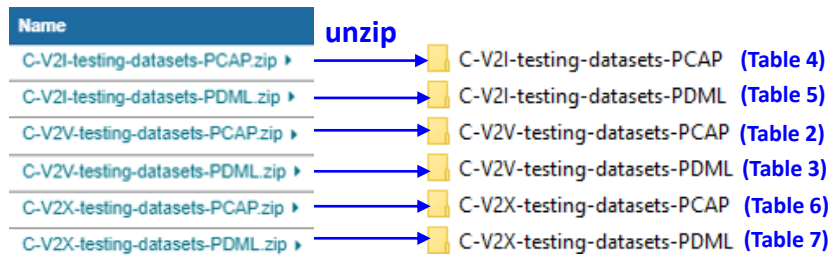 Name
unzip
C-V2I-testing-datasets-PCAP.zip C-V2I-testing-datasets-PCAP (Table 4)
C-V2I-testing-datasets-PDML.zip C-V2I-testing-datasets-PDML (Table 5)
C-V2V-testing-datasets-PCAP.zip C-V2V-testing-datasets-PCAP (Table 2)
C-V2V-testing-datasets-PDML.zip C-V2V-testing-datasets-PDML (Table 3)
C-V2X-testing-datasets-PCAP.zip C-V2X-testing-datasets-PCAP (Table 6)
C-V2X-testing-datasets-PDML.zip C-V2X-testing-datasets-PDML (Table 7)